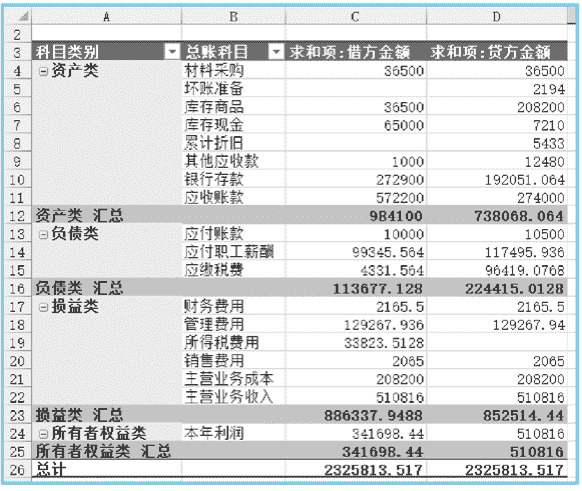 A B C D
2
3 科目类别 总账科目 求和项:借方金额 求和项:贷方金额
4 资产类 材料采购 36500 36500
5 坏账准备 2194
6 库存商品 36500 208200
7 库存现金 65000 7210
8 累计折旧 5433
9 其他应收款 1000 12480
10 银行存款 272900 192051.064
11 应收账款 572200 274000
12 资产类 汇总 984100 738068.064
13 负债类 应付账款 10000 10500
14 应付职工薪酬 99345.564 117495.936
15 应缴税费 4331.564 96419.0768
16 负债类 汇总 113677.128 224415.0128
17 损益类 财务费用 2165.5 2165.5
18 管理费用 129267.936 129267.94
19 所得税费用 33823.5128
20 销售费用 2065 2065
21 主营业务成本 208200 208200
22 主营业务收入 510816 510816
23 损益类 汇总 886337.9488 852514.44
24 所有者权益类 本年利润 341698.44 510816
25 所有者权益类 汇总 341698.44 510816
26 总计 2325813.517 2325813.517